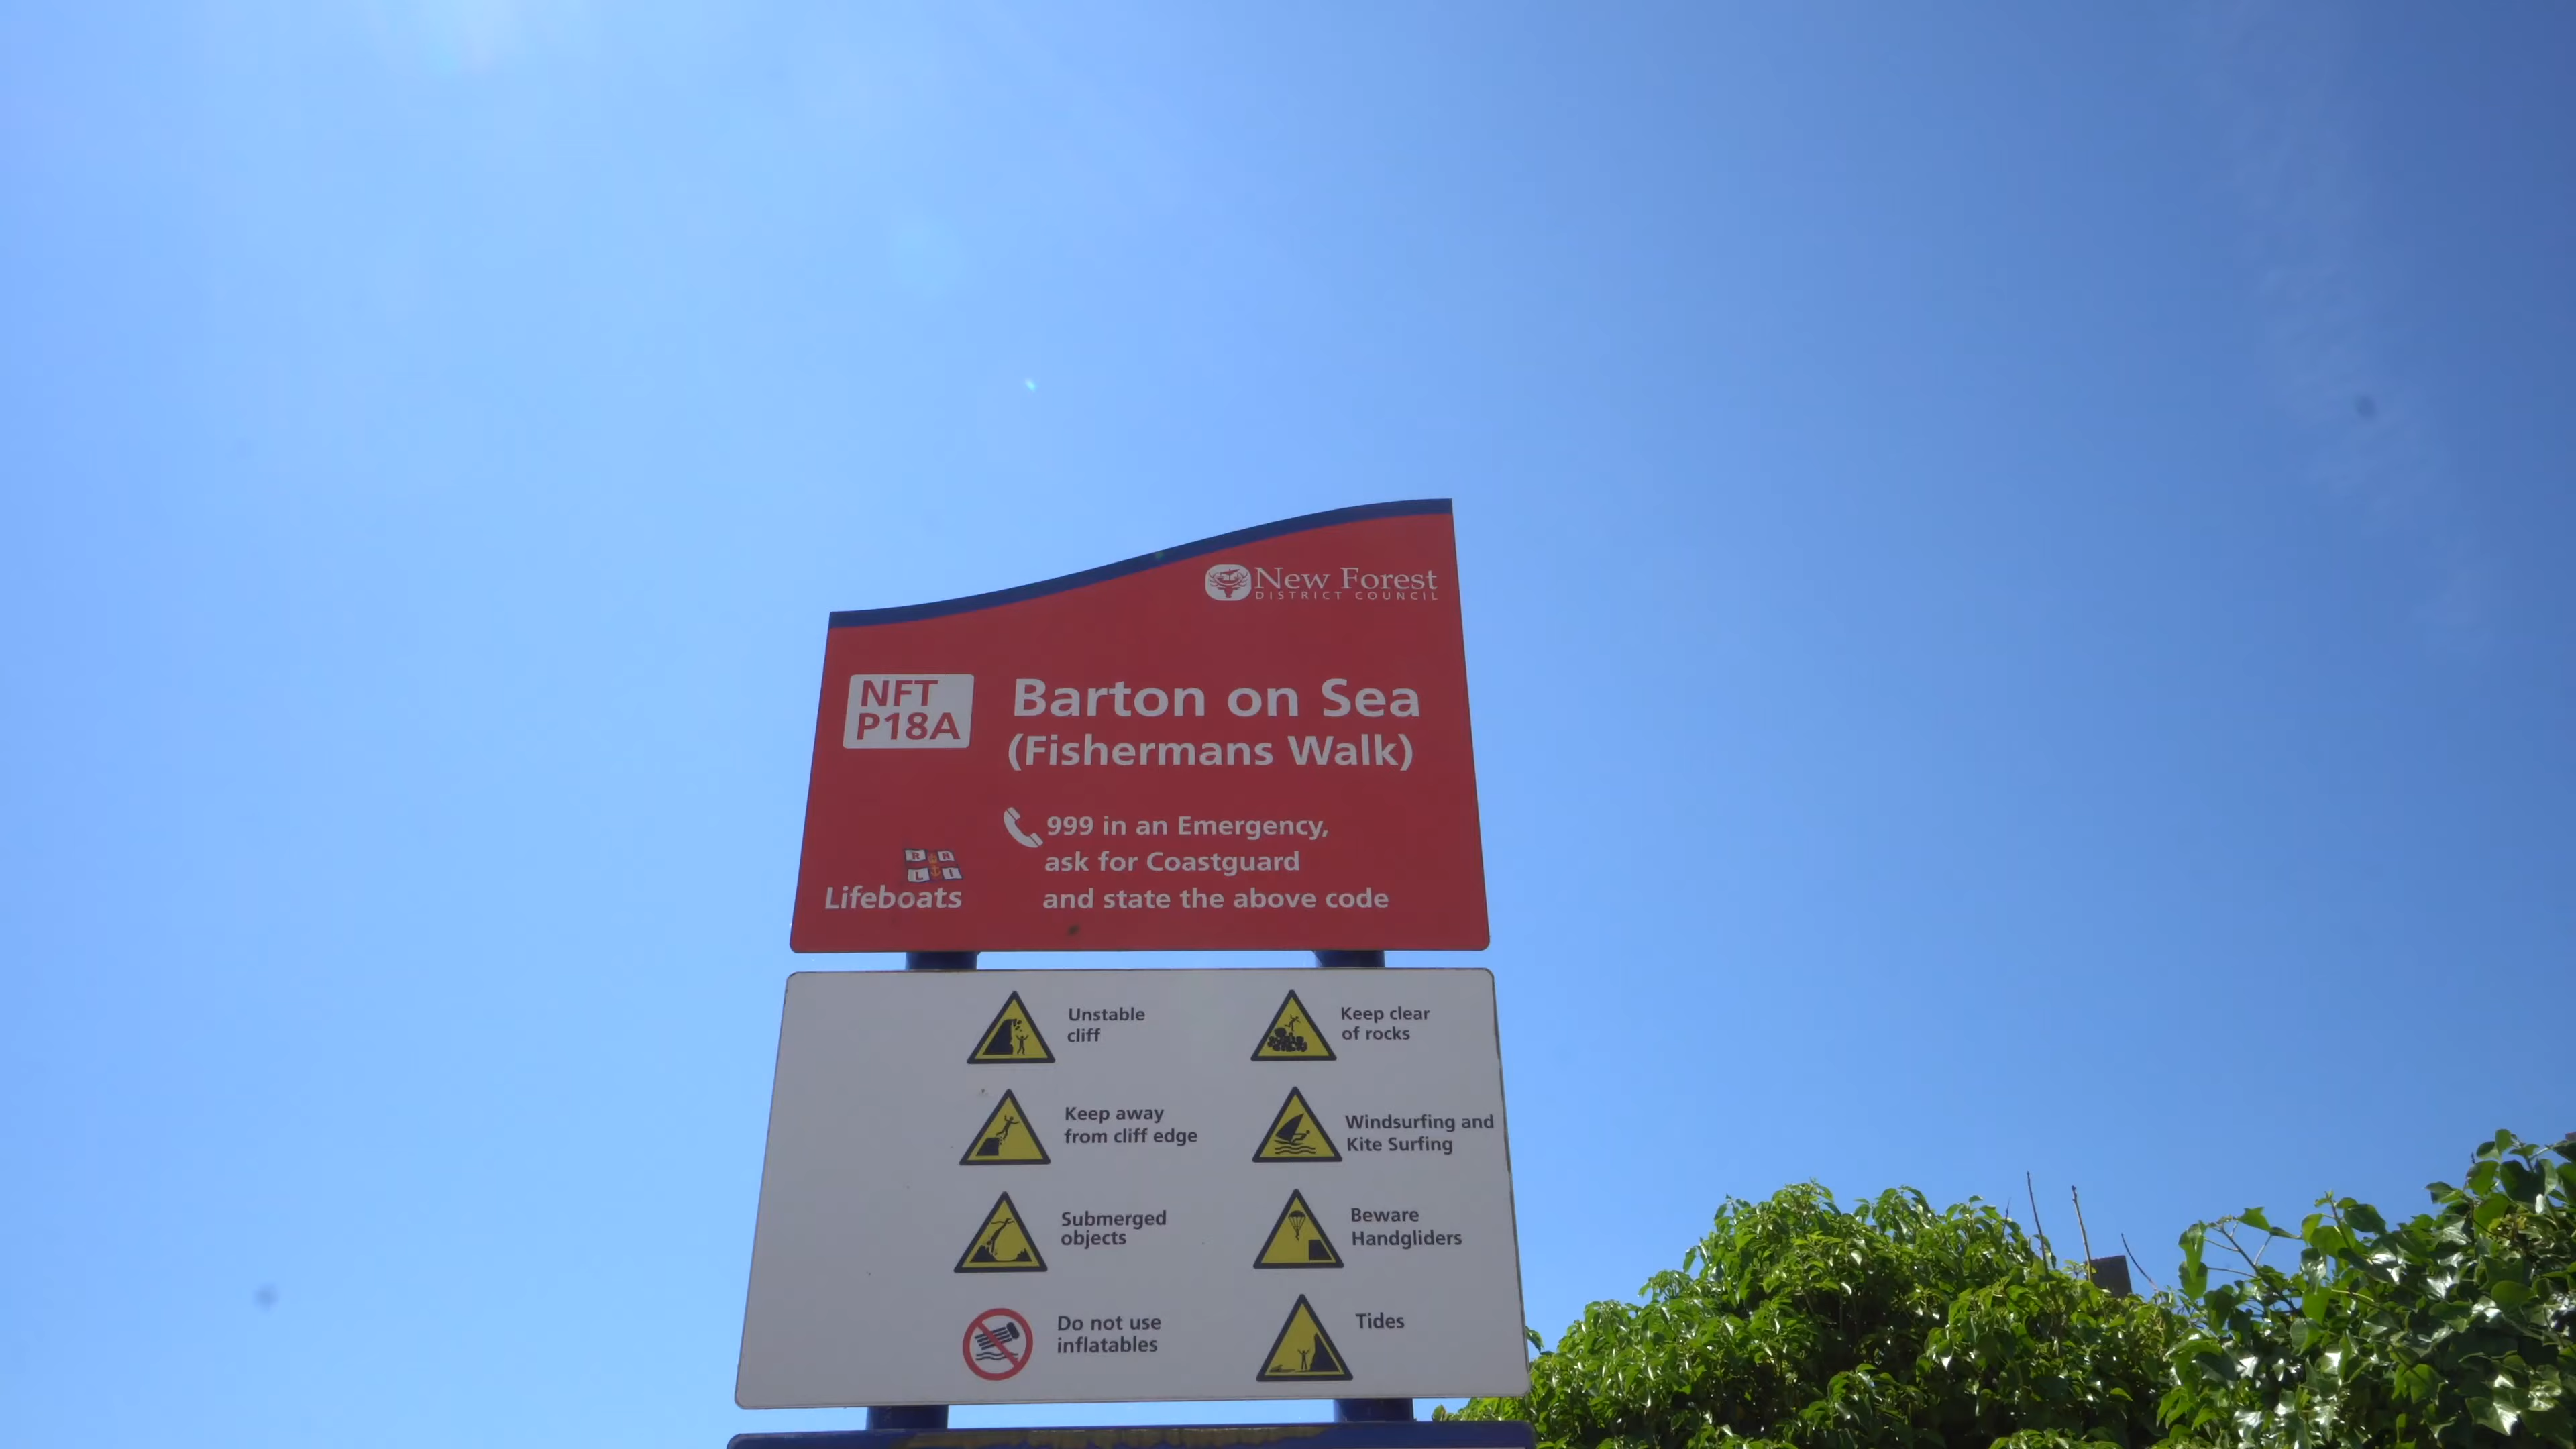 New Forest
DISTRICT COUNCIL
NFT
P18A
Barton on Sea
(Fishermans Walk)
999 in an Emergency,
ask for Coastguard
and state the above code
R N
L I
Lifeboats
Unstable
cliff
Keep clear
of rocks
Keep away
from cliff edge
Windsurfing and
Kite Surfing
Submerged
objects
Beware
Handgliders
Do not use
inflatables
Tides